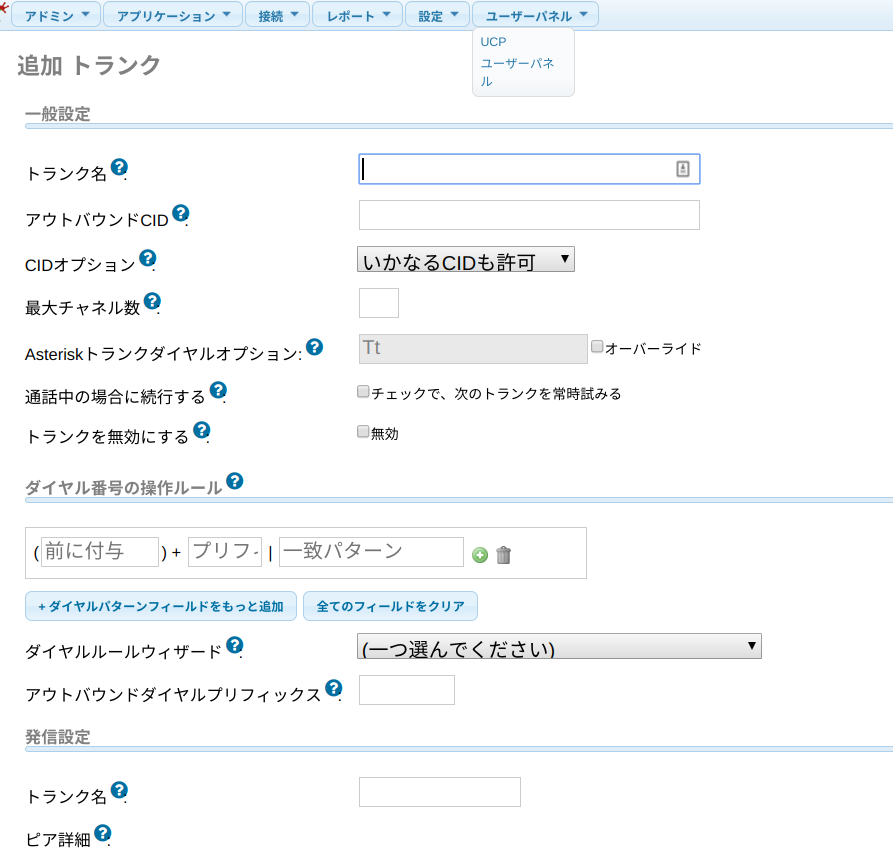 アドミン アプリケーション 接続 レポート 設定 ユーザーパネル
UCP
ユーザーパネ
ル
追加 トランク
一般設定
トランク名 ? :
アウトバウンドCID ? :
CIDオプション ? : いかなるCIDも許可
最大チャネル数 ? :
Asteriskトランクダイヤルオプション: ? Tt オーバーライド
通話中の場合に続行する ? : チェックで、次のトランクを常時試みる
トランクを無効にする ? : 無効
ダイヤル番号の操作ルール ?
( 前に付与 ) + プリフィ | 一致パターン
+ ダイヤルパターンフィールドをもっと追加 全てのフィールドをクリア
ダイヤルルールウィザード ? : (一つ選んでください)
アウトバウンドダイヤルプリフィックス ? :
発信設定
トランク名 ? :
ピア詳細 ? :